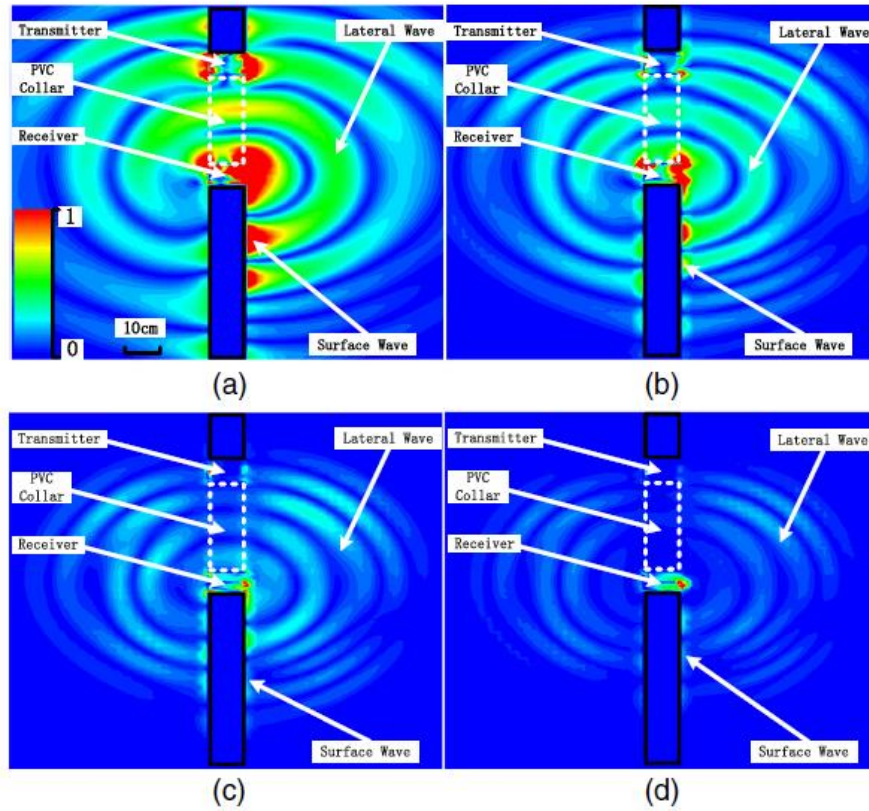 Transmitter
Lateral Wave
PVC
Collar
Receiver
1
0
10cm
Surface Wave
(a)
Transmitter
Lateral Wave
PVC
Collar
Receiver
Surface Wave
(b)
Transmitter
Lateral Wave
PVC
Collar
Receiver
Surface Wave
(c)
Transmitter
Lateral Wave
PVC
Collar
Receiver
Surface Wave
(d)